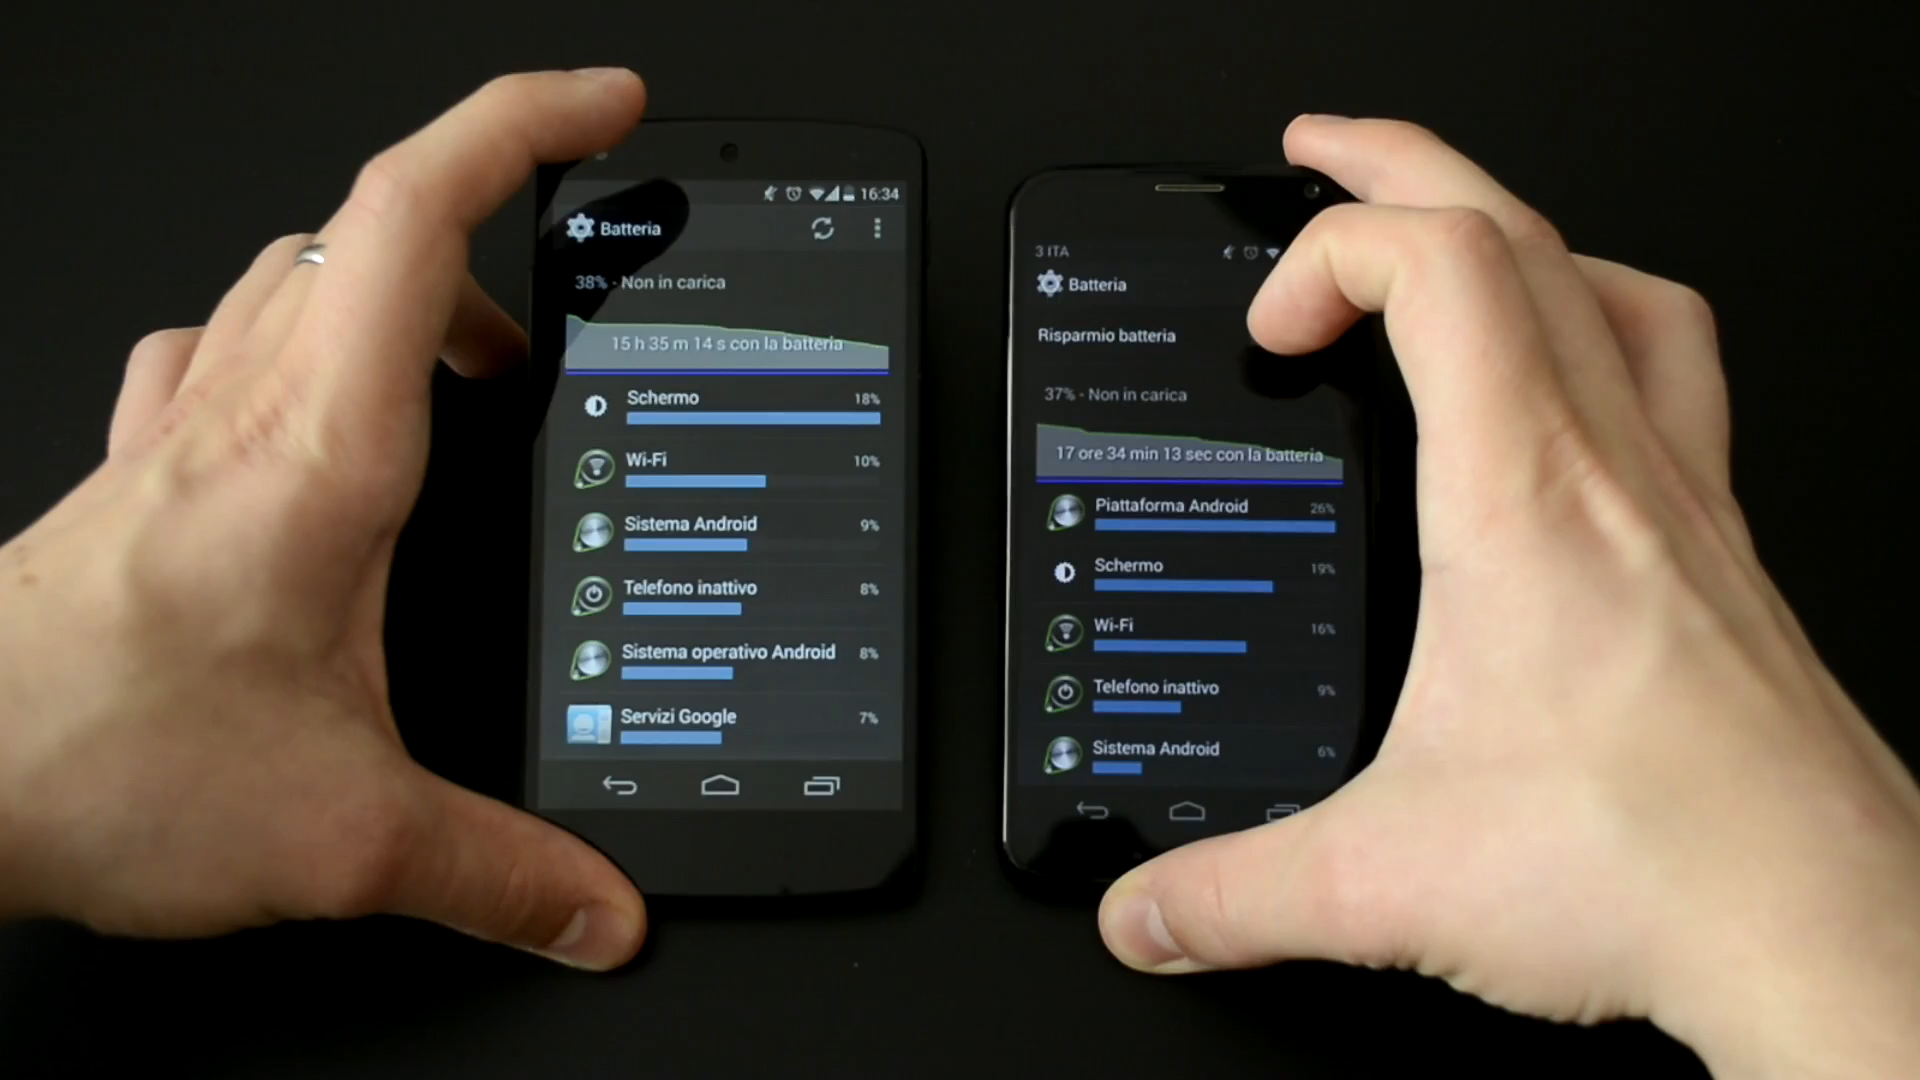 16:34
Batteria
38% - Non in carica
15 h 35 m 14 s con la batteria
Schermo 18%
Wi-Fi 10%
Sistema Android 9%
Telefono inattivo 8%
Sistema operativo Android 8%
Servizi Google 7%
3 ITA
Batteria
Risparmio batteria
37% - Non in carica
17 ore 34 min 13 sec con la batteria
Piattaforma Android 26%
Schermo 19%
Wi-Fi 16%
Telefono inattivo 9%
Sistema Android 6%